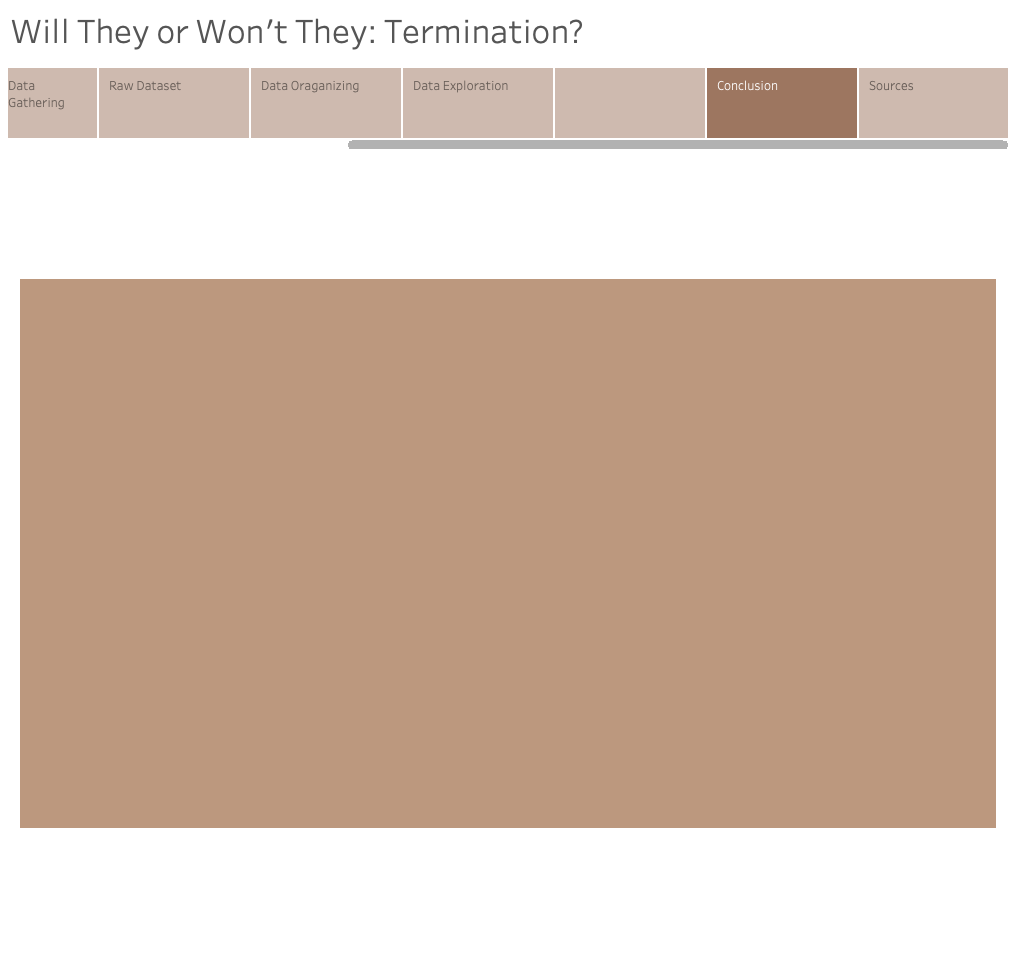 Will They or Won't They: Termination?
Data
Gathering
Raw Dataset
Data Oraganizing
Data Exploration
Conclusion
Sources